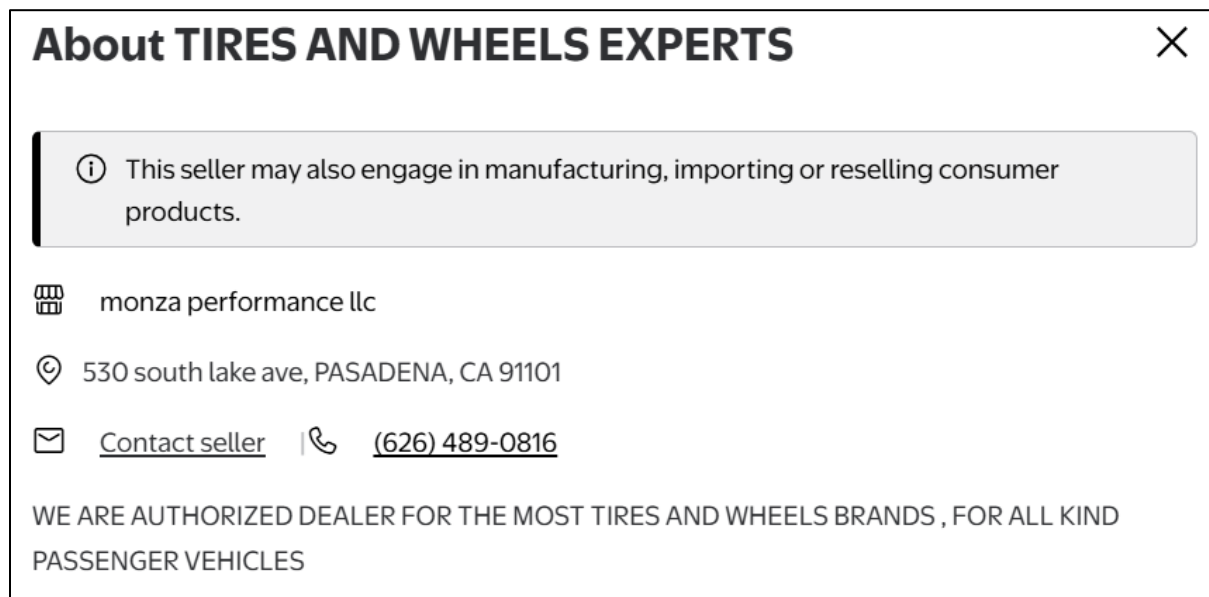 About TIRES AND WHEELS EXPERTS
This seller may also engage in manufacturing, importing or reselling consumer
products.
monza performance llc
530 south lake ave, PASADENA, CA 91101
Contact seller | (626) 489-0816
WE ARE AUTHORIZED DEALER FOR THE MOST TIRES AND WHEELS BRANDS , FOR ALL KIND
PASSENGER VEHICLES